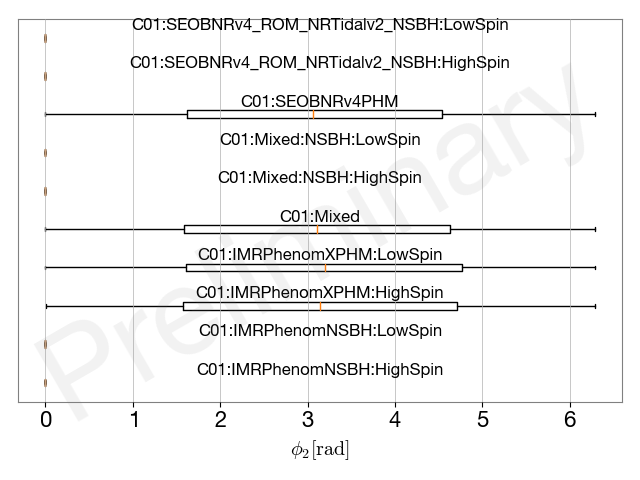 C01:SEOBNRv4_ROM_NRTidalv2_NSBH:LowSpin
C01:SEOBNRv4_ROM_NRTidalv2_NSBH:HighSpin
C01:SEOBNRv4PHM
C01:Mixed:NSBH:LowSpin
C01:Mixed:NSBH:HighSpin
C01:Mixed
C01:IMRPhenomXPHM:LowSpin
C01:IMRPhenomXPHM:HighSpin
C01:IMRPhenomNSBH:LowSpin
C01:IMRPhenomNSBH:HighSpin
Preliminary
0 1 2 3 4 5 6
ϕ₂[rad]